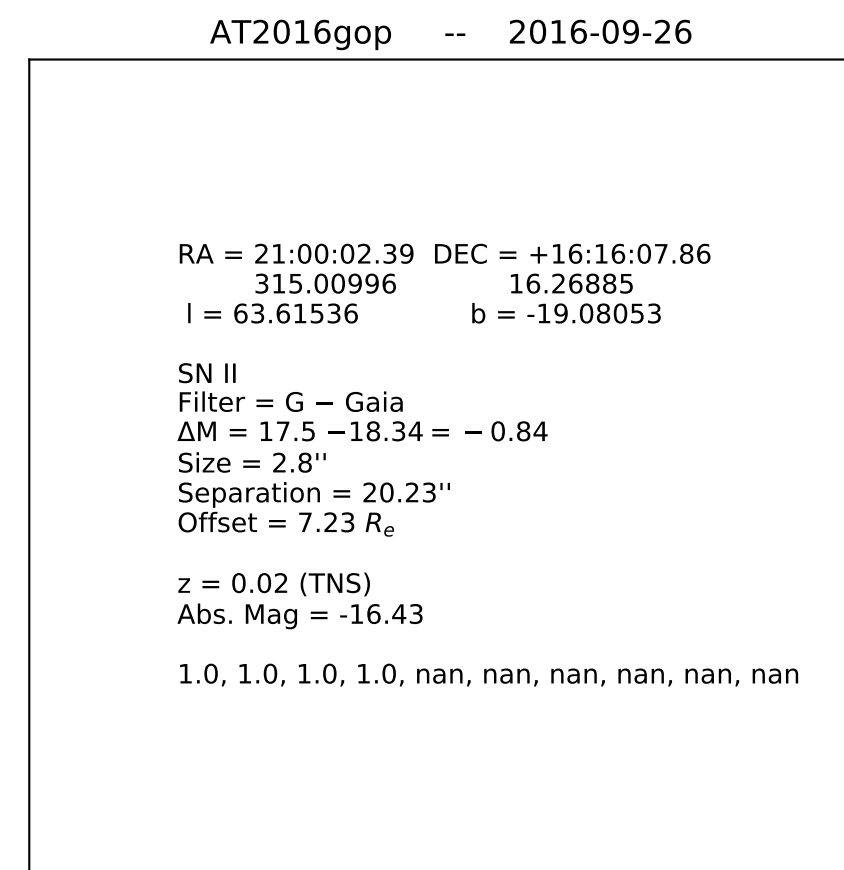 AT2016gop -- 2016-09-26
RA = 21:00:02.39 DEC = +16:16:07.86
315.00996 16.26885
l = 63.61536 b = -19.08053
SN II
Filter = G − Gaia
ΔM = 17.5 −18.34 = − 0.84
Size = 2.8''
Separation = 20.23''
Offset = 7.23 Rₑ
z = 0.02 (TNS)
Abs. Mag = -16.43
1.0, 1.0, 1.0, 1.0, nan, nan, nan, nan, nan, nan